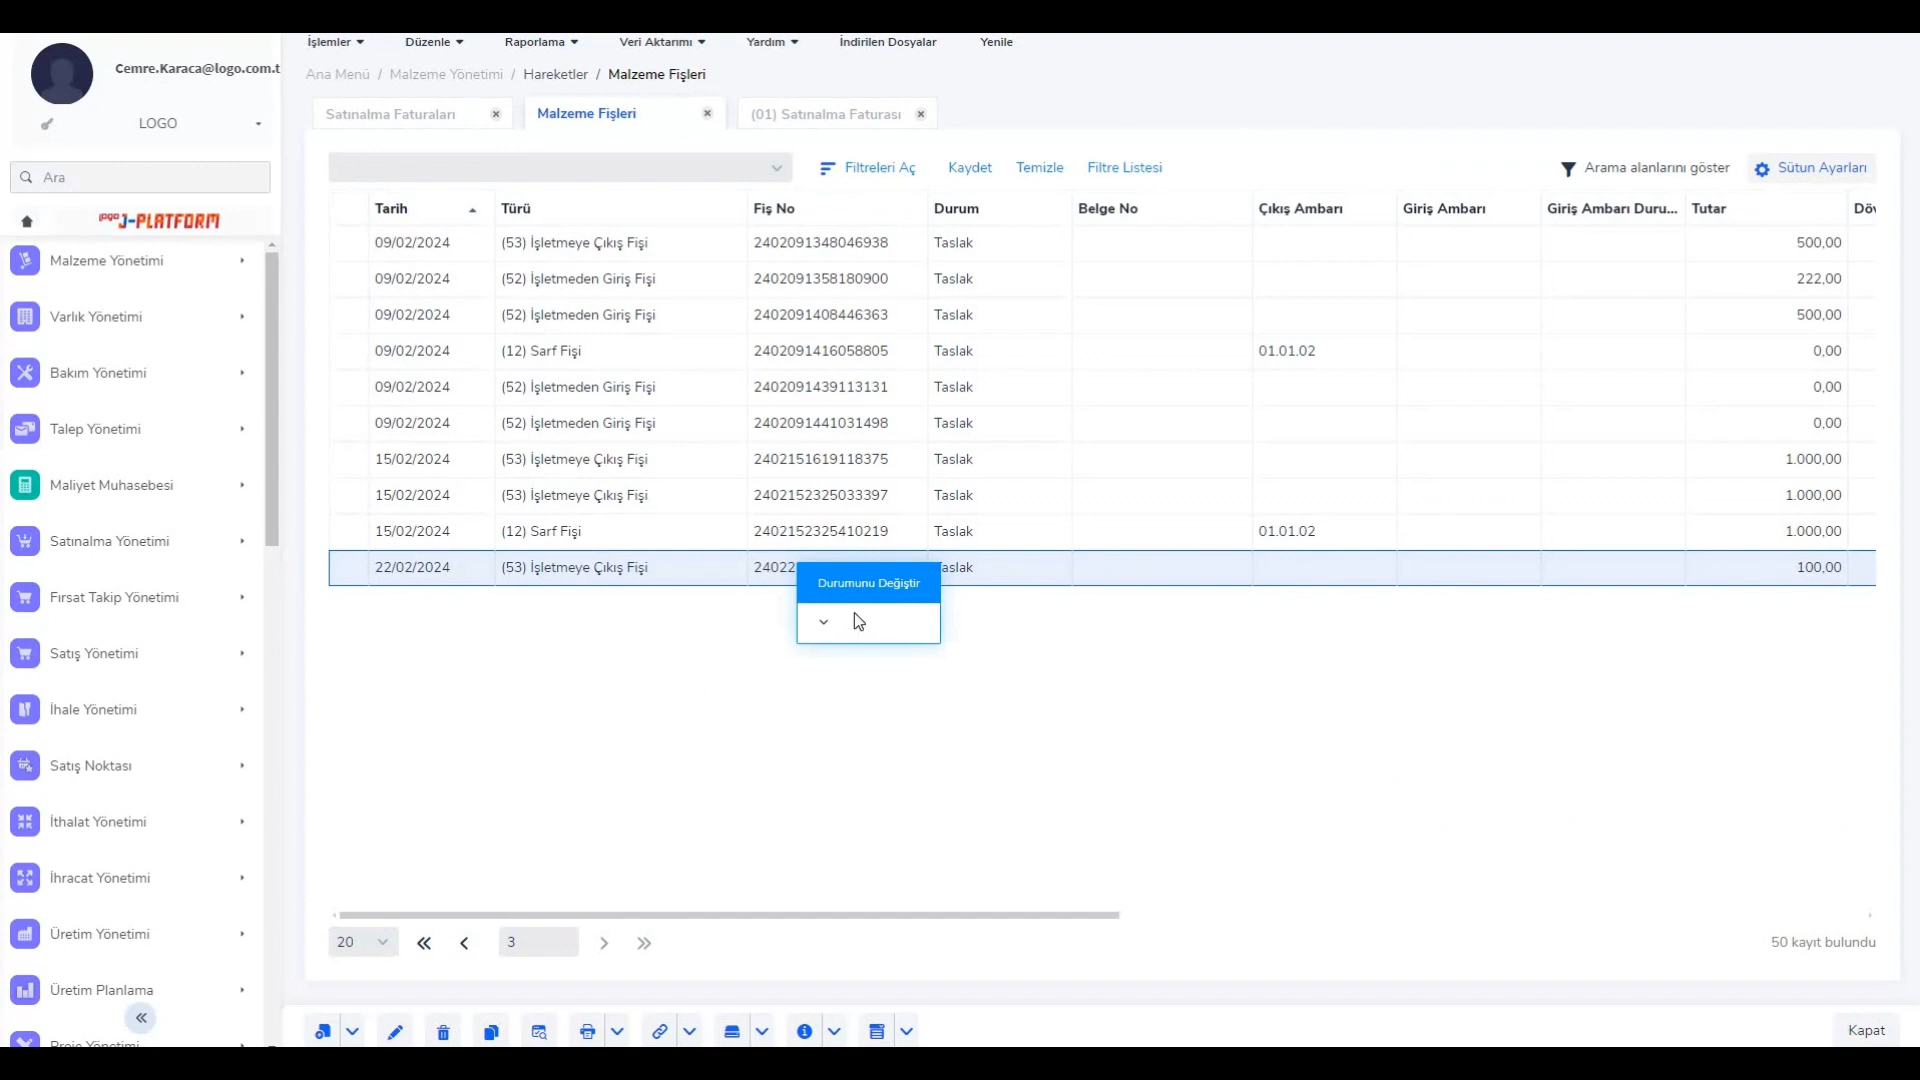 İşlemler Düzenle Raporlama Veri Aktarımı Yardım İndirilen Dosyalar Yenile
Cemre.Karaca@logo.com.t
LOGO
Ara
logo J-PLATFORM
Malzeme Yönetimi
Varlık Yönetimi
Bakım Yönetimi
Talep Yönetimi
Maliyet Muhasebesi
Satınalma Yönetimi
Fırsat Takip Yönetimi
Satış Yönetimi
İhale Yönetimi
Satış Noktası
İthalat Yönetimi
İhracat Yönetimi
Üretim Yönetimi
Üretim Planlama
Proje Yönetimi
Ana Menü / Malzeme Yönetimi / Hareketler / Malzeme Fişleri
Satınalma Faturaları Malzeme Fişleri (01) Satınalma Faturası
Filtreleri Aç Kaydet Temizle Filtre Listesi Arama alanlarını göster Sütun Ayarları
Tarih Türü Fiş No Durum Belge No Çıkış Ambarı Giriş Ambarı Giriş Ambarı Duru... Tutar Döv
09/02/2024 (53) İşletmeye Çıkış Fişi 2402091348046938 Taslak 500,00
09/02/2024 (52) İşletmeden Giriş Fişi 2402091358180900 Taslak 222,00
09/02/2024 (52) İşletmeden Giriş Fişi 2402091408446363 Taslak 500,00
09/02/2024 (12) Sarf Fişi 2402091416058805 Taslak 01.01.02 0,00
09/02/2024 (52) İşletmeden Giriş Fişi 2402091439113131 Taslak 0,00
09/02/2024 (52) İşletmeden Giriş Fişi 2402091441031498 Taslak 0,00
15/02/2024 (53) İşletmeye Çıkış Fişi 2402151619118375 Taslak 1.000,00
15/02/2024 (53) İşletmeye Çıkış Fişi 2402152325033397 Taslak 1.000,00
15/02/2024 (12) Sarf Fişi 2402152325410219 Taslak 01.01.02 1.000,00
22/02/2024 (53) İşletmeye Çıkış Fişi 24022 aslak 100,00
Durumunu Değiştir
20 3 50 kayıt bulundu
Kapat